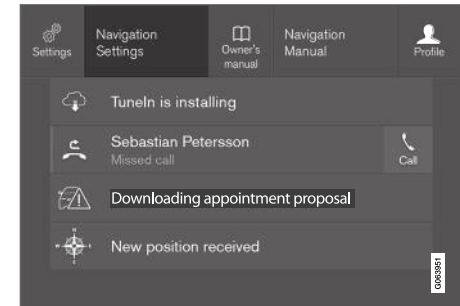 Settings
Navigation
Settings
Owner's
manual
Navigation
Manual
Profile
TuneIn is installing
Sebastian Petersson
Missed call
Call
Downloading appointment proposal
New position received
G063951